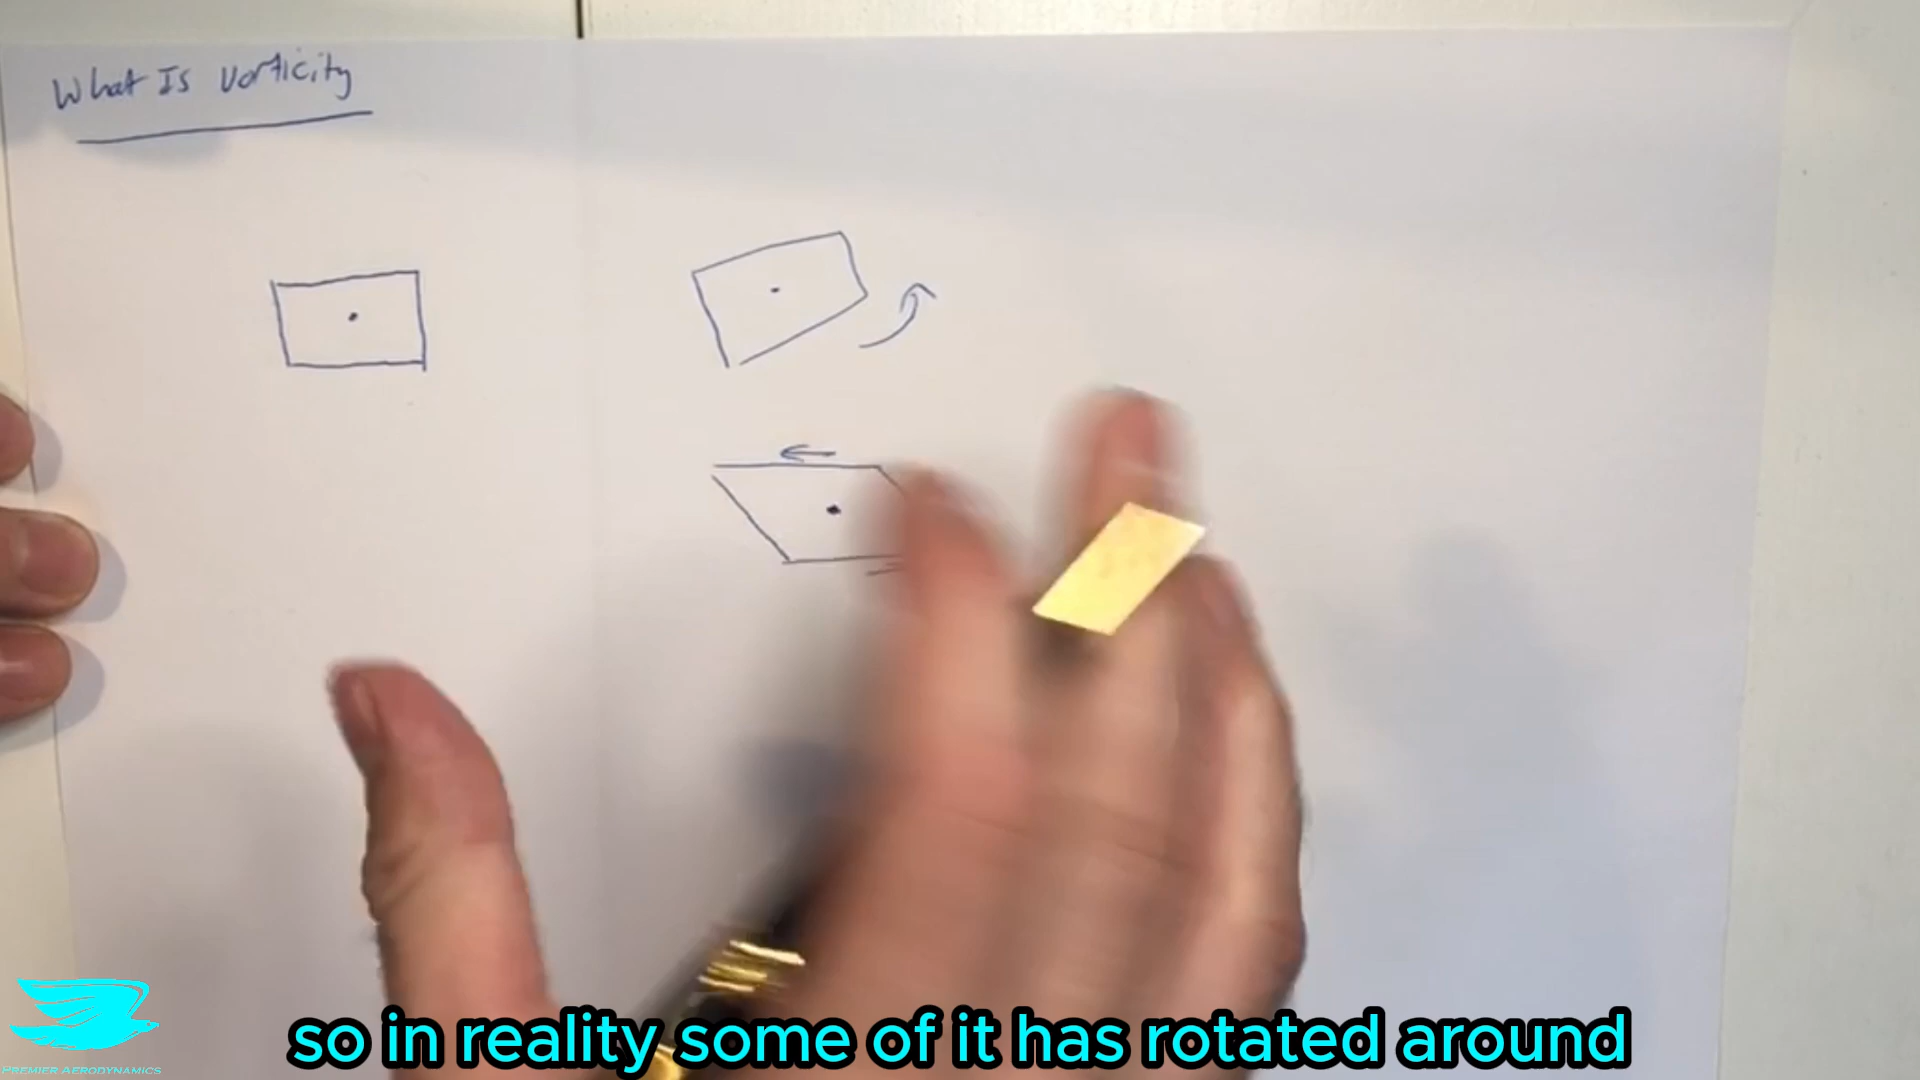 What Is Vorticity
so in reality some of it has rotated around
PREMIER AERODYNAMICS